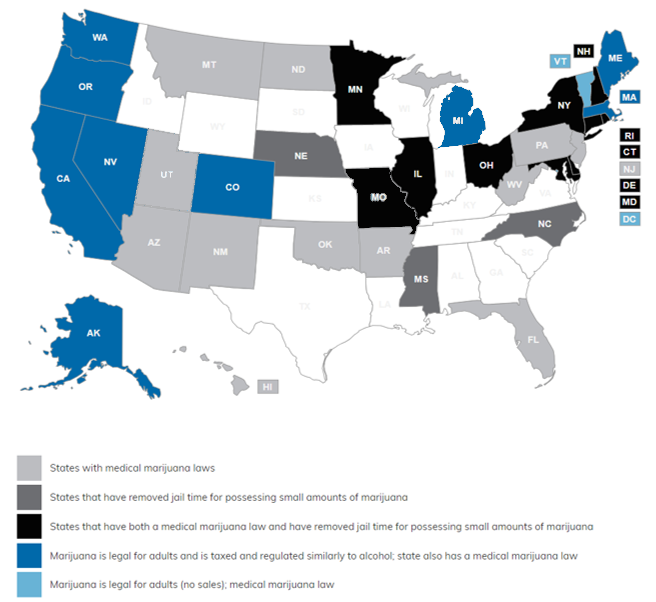 WA
OR
CA
NV
ID
MT
WY
UT
CO
AZ
NM
ND
SD
NE
KS
OK
TX
MN
IA
MO
AR
LA
WI
IL
MS
MI
IN
KY
TN
AL
OH
WV
VA
NC
SC
GA
FL
PA
NY
VT
NH
ME
MA
RI
CT
NJ
DE
MD
DC
AK
HI
States with medical marijuana laws
States that have removed jail time for possessing small amounts of marijuana
States that have both a medical marijuana law and have removed jail time for possessing small amounts of marijuana
Marijuana is legal for adults and is taxed and regulated similarly to alcohol; state also has a medical marijuana law
Marijuana is legal for adults (no sales); medical marijuana law